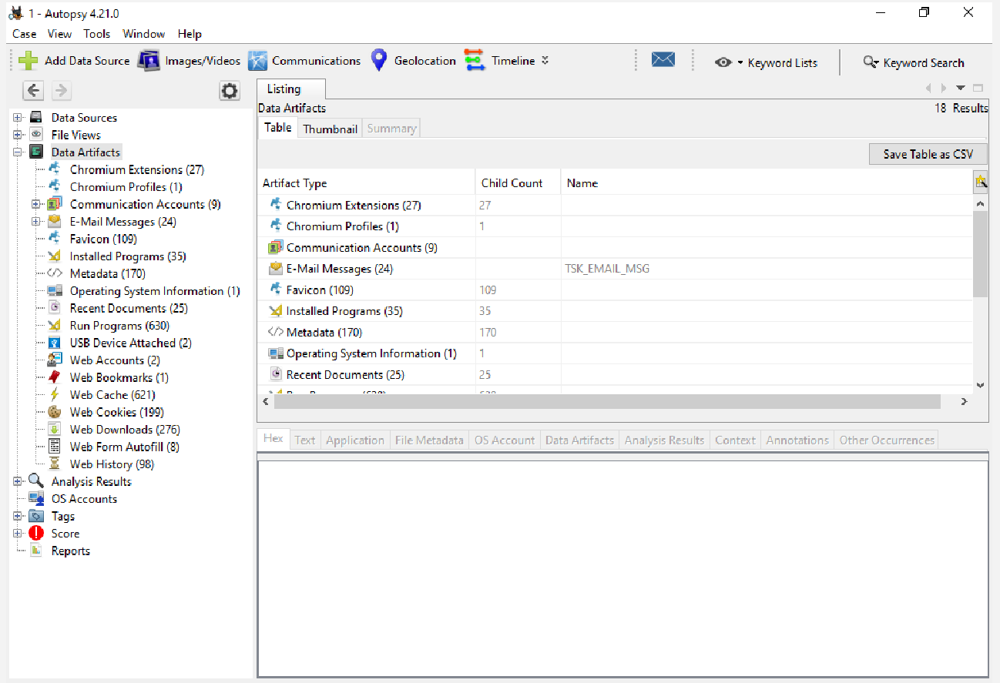 1 - Autopsy 4.21.0
Case View Tools Window Help
Add Data Source Images/Videos Communications Geolocation Timeline Keyword Lists Keyword Search
Listing
Data Artifacts 18 Results
Table Thumbnail Summary
Save Table as CSV
Data Sources
File Views
Data Artifacts
Chromium Extensions (27)
Chromium Profiles (1)
Communication Accounts (9)
E-Mail Messages (24)
Favicon (109)
Installed Programs (35)
Metadata (170)
Operating System Information (1)
Recent Documents (25)
Run Programs (630)
USB Device Attached (2)
Web Accounts (2)
Web Bookmarks (1)
Web Cache (621)
Web Cookies (199)
Web Downloads (276)
Web Form Autofill (8)
Web History (98)
Analysis Results
OS Accounts
Tags
Score
Reports
Artifact Type Child Count Name
Chromium Extensions (27) 27
Chromium Profiles (1) 1
Communication Accounts (9)
E-Mail Messages (24) TSK_EMAIL_MSG
Favicon (109) 109
Installed Programs (35) 35
Metadata (170) 170
Operating System Information (1) 1
Recent Documents (25) 25
Hex Text Application File Metadata OS Account Data Artifacts Analysis Results Context Annotations Other Occurrences